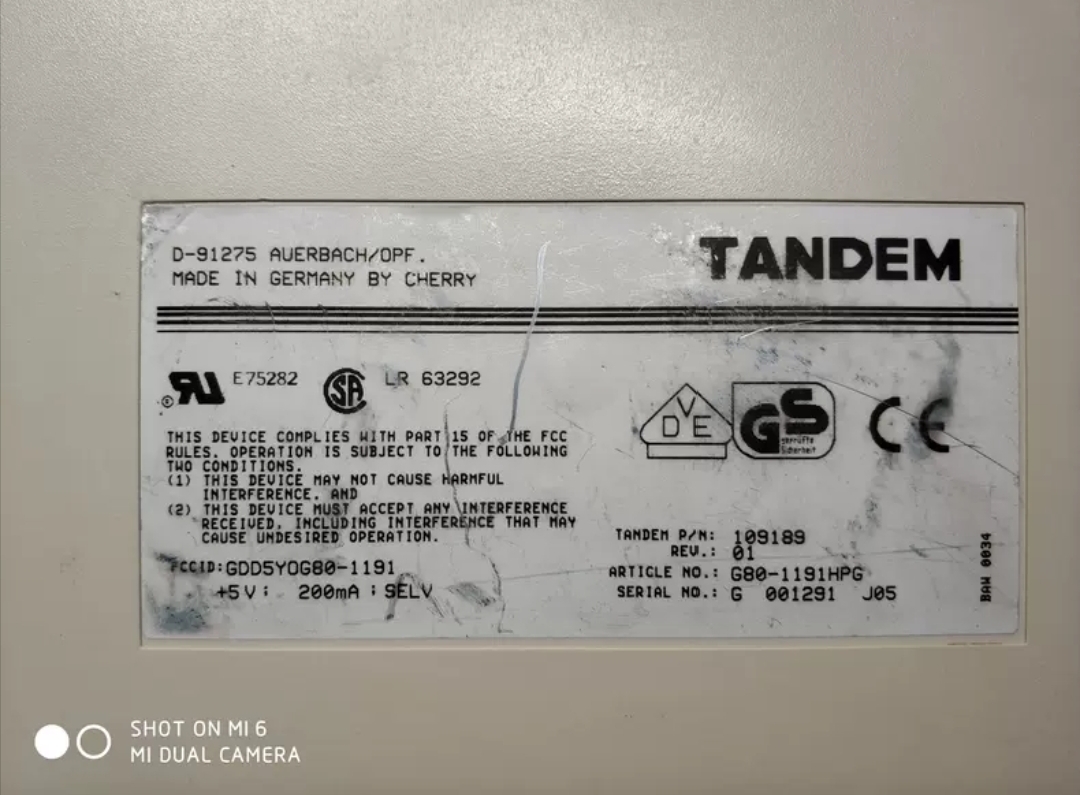 D-91275 AUERBACH/OPF.
MADE IN GERMANY BY CHERRY
TANDEM
E75282
LR 63292
VDE
GS
geprüfte
Sicherheit
CE
THIS DEVICE COMPLIES WITH PART 15 OF THE FCC
RULES. OPERATION IS SUBJECT TO THE FOLLOWING
TWO CONDITIONS.
(1) THIS DEVICE MAY NOT CAUSE HARMFUL
INTERFERENCE. AND
(2) THIS DEVICE MUST ACCEPT ANY INTERFERENCE
RECEIVED, INCLUDING INTERFERENCE THAT MAY
CAUSE UNDESIRED OPERATION.
FCCID:GDD5YOG80-1191
+5V; 200mA ; SELV
TANDEM P/N: 109189
REV.: 01
ARTICLE NO.: G80-1191HPG
SERIAL NO.: G 001291 J05
BAW 0034
SHOT ON MI 6
MI DUAL CAMERA